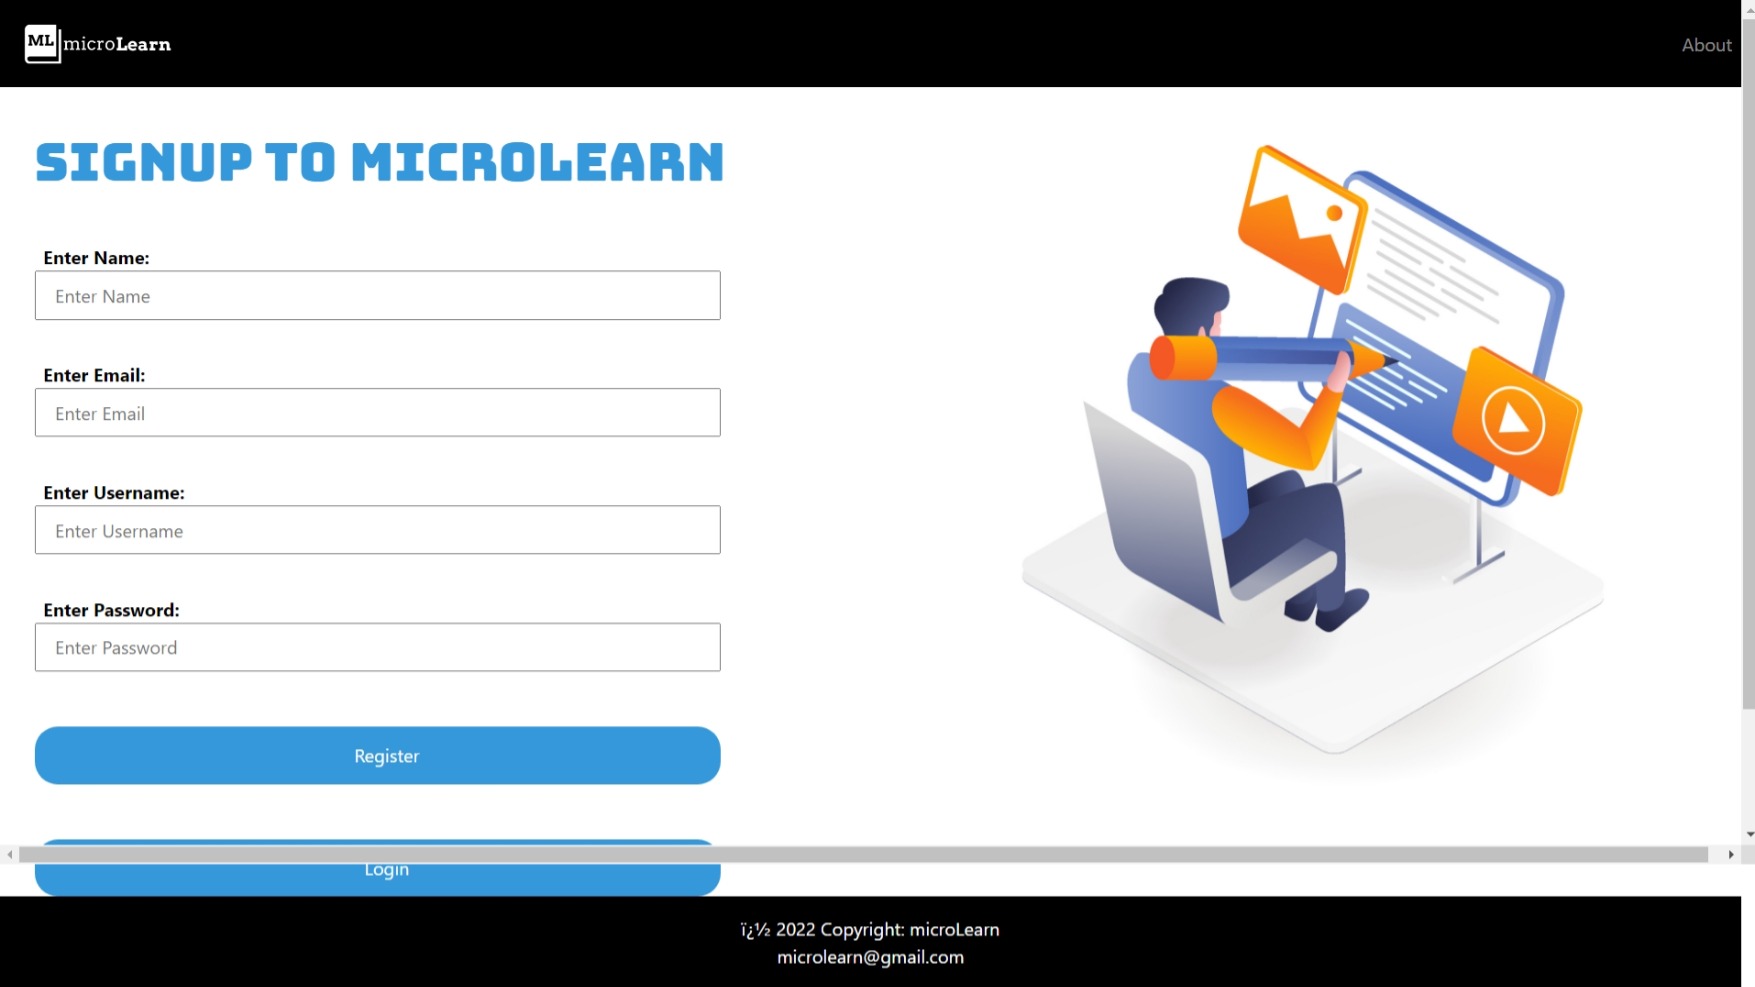 ML microLearn
About
SIGNUP TO MICROLEARN
Enter Name:
Enter Name
Enter Email:
Enter Email
Enter Username:
Enter Username
Enter Password:
Enter Password
Register
Login
ï¿½ 2022 Copyright: microLearn
microlearn@gmail.com